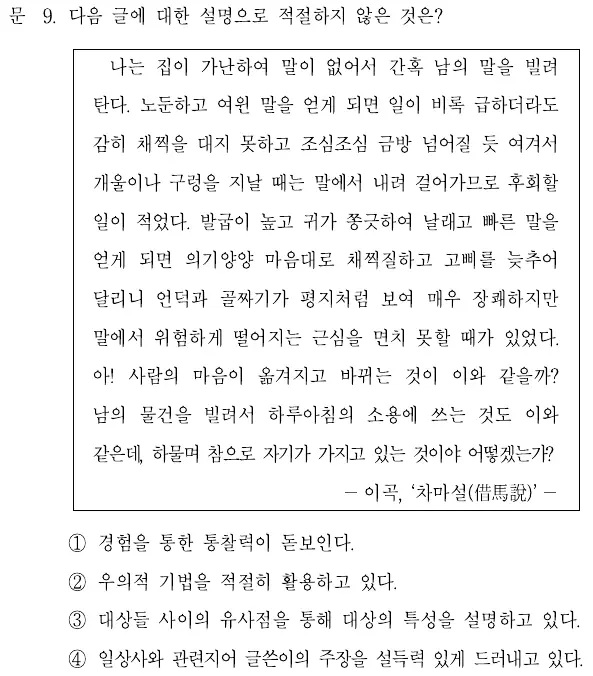 문 9. 다음 글에 대한 설명으로 적절하지 않은 것은?
나는 집이 가난하여 말이 없어서 간혹 남의 말을 빌려
탄다. 노둔하고 여윈 말을 얻게 되면 일이 비록 급하더라도
감히 채찍을 대지 못하고 조심조심 금방 넘어질 듯 여겨서
개울이나 구렁을 지날 때는 말에서 내려 걸어가므로 후회할
일이 적었다. 발굽이 높고 귀가 쫑긋하여 날래고 빠른 말을
얻게 되면 의기양양 마음대로 채찍질하고 고삐를 늦추어
달리니 언덕과 골짜기가 평지처럼 보여 매우 장쾌하지만
말에서 위험하게 떨어지는 근심을 면치 못할 때가 있었다.
아! 사람의 마음이 옮겨지고 바뀌는 것이 이와 같을까?
남의 물건을 빌려서 하루아침의 소용에 쓰는 것도 이와
같은데, 하물며 참으로 자기가 가지고 있는 것이야 어떻겠는가?
- 이곡, ‘차마설(借馬說)’ -
① 경험을 통한 통찰력이 돋보인다.
② 우의적 기법을 적절히 활용하고 있다.
③ 대상들 사이의 유사점을 통해 대상의 특성을 설명하고 있다.
④ 일상사와 관련지어 글쓴이의 주장을 설득력 있게 드러내고 있다.